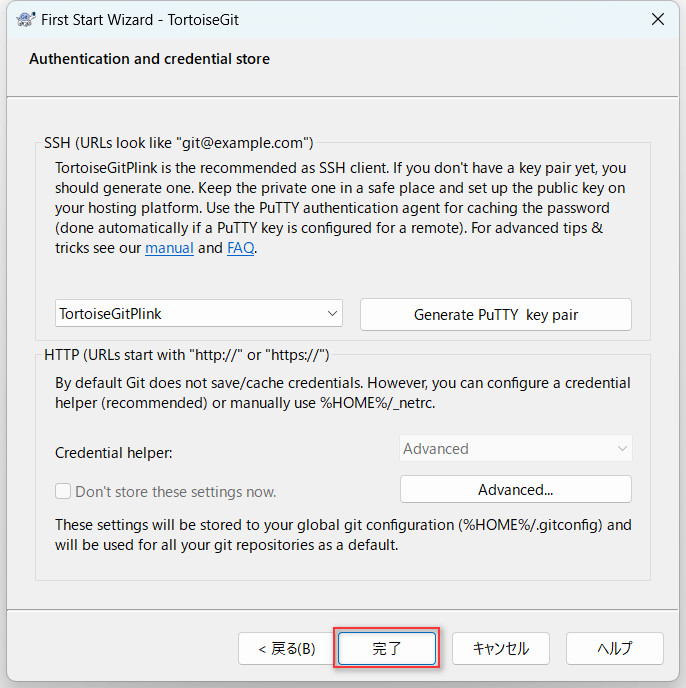 First Start Wizard - TortoiseGit
Authentication and credential store
SSH (URLs look like "git@example.com")
TortoiseGitPlink is the recommended as SSH client. If you don't have a key pair yet, you
should generate one. Keep the private one in a safe place and set up the public key on
your hosting platform. Use the PuTTY authentication agent for caching the password
(done automatically if a PuTTY key is configured for a remote). For advanced tips &
tricks see our manual and FAQ.
TortoiseGitPlink
Generate PuTTY key pair
HTTP (URLs start with "http://" or "https://")
By default Git does not save/cache credentials. However, you can configure a credential
helper (recommended) or manually use %HOME%/_netrc.
Credential helper:
Advanced
Don't store these settings now.
Advanced...
These settings will be stored to your global git configuration (%HOME%/.gitconfig) and
will be used for all your git repositories as a default.
< 戻る(B)
完了
キャンセル
ヘルプ